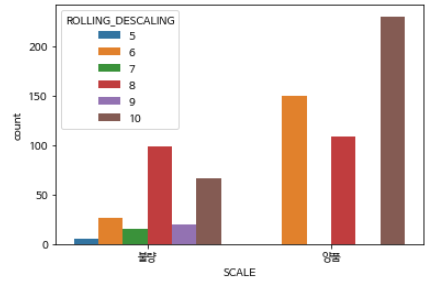 ROLLING_DESCALING
5
6
7
8
9
10
200
150
100
50
0
count
불량
양품
SCALE